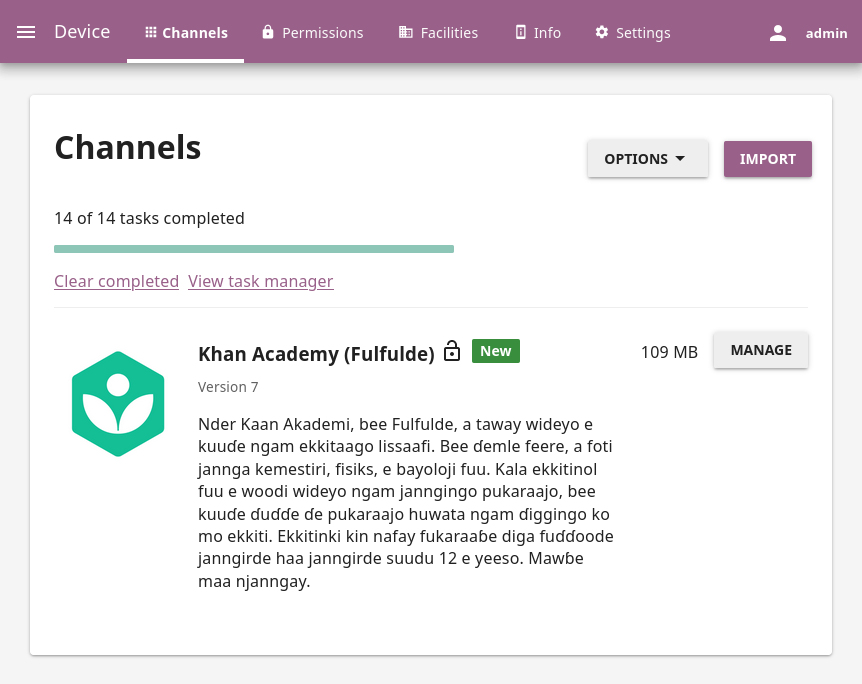 Device Channels Permissions Facilities Info Settings admin
Channels
OPTIONS IMPORT
14 of 14 tasks completed
Clear completed View task manager
Khan Academy (Fulfulde) New 109 MB MANAGE
Version 7
Nder Kaan Akademi, bee Fulfulde, a taway wideyo e
kuuɗe ngam ekkitaago lissaafi. Bee ɗemle feere, a foti
jannga kemestiri, fisiks, e bayoloji fuu. Kala ekkitinol
fuu e woodi wideyo ngam janngingo pukaraajo, bee
kuuɗe ɗuɗɗe ɗe pukaraajo huwata ngam ɗiggingo ko
mo ekkiti. Ekkitinki kin nafay fukaraaɓe diga fuɗɗoode
janngirde haa janngirde suudu 12 e yeeso. Mawɓe
maa njanngay.